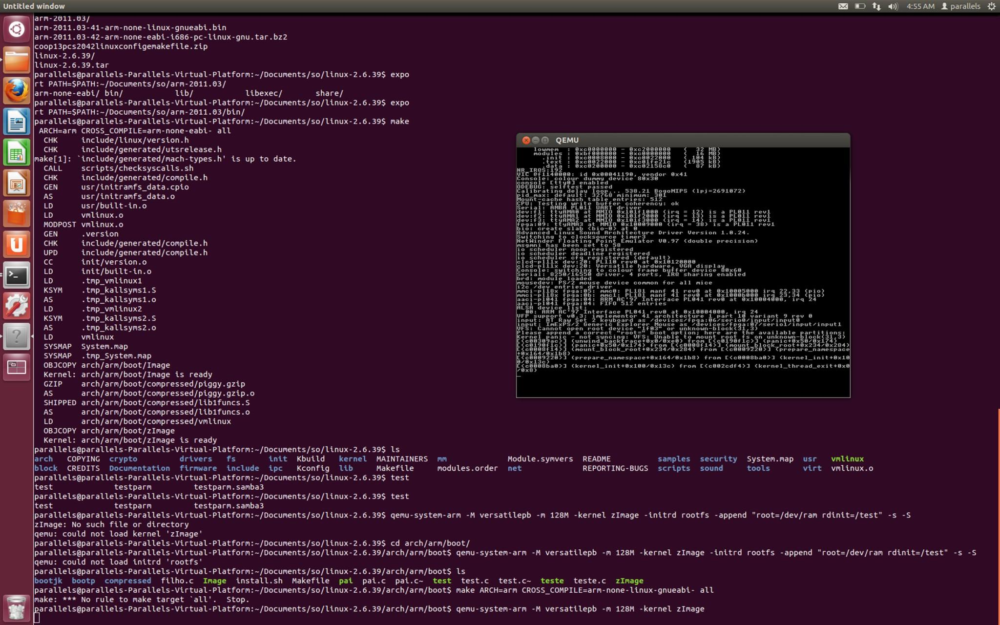 Untitled window
4:55 AM parallels
arm-2011.03/
arm-2011.03-41-arm-none-linux-gnueabi.bin
arm-2011.03-42-arm-none-eabi-i686-pc-linux-gnu.tar.bz2
coop13pcs2042linuxconfigemakefile.zip
linux-2.6.39/
linux-2.6.39.tar
parallels@parallels-Parallels-Virtual-Platform:~/Documents/so/linux-2.6.39$ expo
rt PATH=$PATH:~/Documents/so/arm-2011.03/
arm-none-eabi/ bin/ lib/ libexec/ share/
parallels@parallels-Parallels-Virtual-Platform:~/Documents/so/linux-2.6.39$ expo
rt PATH=$PATH:~/Documents/so/arm-2011.03/bin/
parallels@parallels-Parallels-Virtual-Platform:~/Documents/so/linux-2.6.39$ make
ARCH=arm CROSS_COMPILE=arm-none-eabi- all
CHK include/linux/version.h
CHK include/generated/utsrelease.h
make[1]: `include/generated/mach-types.h' is up to date.
CALL scripts/checksyscalls.sh
CHK include/generated/compile.h
GEN usr/initramfs_data.cpio
AS usr/initramfs_data.o
LD usr/built-in.o
LD vmlinux.o
MODPOST vmlinux.o
GEN .version
CHK include/generated/compile.h
UPD include/generated/compile.h
CC init/version.o
LD init/built-in.o
LD .tmp_vmlinux1
KSYM .tmp_kallsyms1.S
AS .tmp_kallsyms1.o
LD .tmp_vmlinux2
KSYM .tmp_kallsyms2.S
AS .tmp_kallsyms2.o
LD vmlinux
SYSMAP System.map
SYSMAP .tmp_System.map
OBJCOPY arch/arm/boot/Image
Kernel: arch/arm/boot/Image is ready
GZIP arch/arm/boot/compressed/piggy.gzip
AS arch/arm/boot/compressed/piggy.gzip.o
SHIPPED arch/arm/boot/compressed/lib1funcs.S
AS arch/arm/boot/compressed/lib1funcs.o
LD arch/arm/boot/compressed/vmlinux
OBJCOPY arch/arm/boot/zImage
Kernel: arch/arm/boot/zImage is ready
parallels@parallels-Parallels-Virtual-Platform:~/Documents/so/linux-2.6.39$ ls
arch COPYING crypto drivers fs init Kbuild kernel MAINTAINERS mm Module.symvers README samples security System.map usr vmlinux
block CREDITS Documentation firmware include ipc Kconfig lib Makefile modules.order net REPORTING-BUGS scripts sound tools virt vmlinux.o
parallels@parallels-Parallels-Virtual-Platform:~/Documents/so/linux-2.6.39$ test
test testparm testparm.samba3
parallels@parallels-Parallels-Virtual-Platform:~/Documents/so/linux-2.6.39$ test
test testparm testparm.samba3
parallels@parallels-Parallels-Virtual-Platform:~/Documents/so/linux-2.6.39$ qemu-system-arm -M versatilepb -m 128M -kernel zImage -initrd rootfs -append "root=/dev/ram rdinit=/test" -s -S
zImage: No such file or directory
qemu: could not load kernel 'zImage'
parallels@parallels-Parallels-Virtual-Platform:~/Documents/so/linux-2.6.39$ cd arch/arm/boot/
parallels@parallels-Parallels-Virtual-Platform:~/Documents/so/linux-2.6.39/arch/arm/boot$ qemu-system-arm -M versatilepb -m 128M -kernel zImage -initrd rootfs -append "root=/dev/ram rdinit=/test" -s -S
qemu: could not load initrd 'rootfs'
parallels@parallels-Parallels-Virtual-Platform:~/Documents/so/linux-2.6.39/arch/arm/boot$ ls
bootjk bootp compressed filho.c Image install.sh Makefile pai pai.c pai.c~ test test.c test.c~ teste teste.c zImage
parallels@parallels-Parallels-Virtual-Platform:~/Documents/so/linux-2.6.39/arch/arm/boot$ make ARCH=arm CROSS_COMPILE=arm-none-linux-gnueabi- all
make: *** No rule to make target `all'.  Stop.
parallels@parallels-Parallels-Virtual-Platform:~/Documents/so/linux-2.6.39/arch/arm/boot$ qemu-system-arm -M versatilepb -m 128M -kernel zImage
QEMU
lowmem : 0xc0000000 - 0xc2000000 ( 32 MB)
modules : 0xbf000000 - 0xc0000000 ( 16 MB)
.init : 0xc0008000 - 0xc0022000 ( 104 kB)
.text : 0xc0022000 - 0xc01fe21c (1905 kB)
.data : 0xc0200000 - 0xc02158c0 ( 87 kB)
NR_IRQS:192
VIC @f1140000: id 0x00041190, vendor 0x41
Console: colour dummy device 80x30
console [tty0] enabled
ODEBUG: selftest passed
Calibrating delay loop... 538.21 BogoMIPS (lpj=2691072)
pid_max: default: 32768 minimum: 301
Mount-cache hash table entries: 512
CPU: Testing write buffer coherency: ok
Serial: AMBA PL011 UART driver
dev:f1: ttyAMA0 at MMIO 0x101f1000 (irq = 12) is a PL011 rev1
dev:f2: ttyAMA1 at MMIO 0x101f2000 (irq = 13) is a PL011 rev1
dev:f3: ttyAMA2 at MMIO 0x101f3000 (irq = 14) is a PL011 rev1
fpga:09: ttyAMA3 at MMIO 0x10009000 (irq = 38) is a PL011 rev1
bio: create slab <bio-0> at 0
Advanced Linux Sound Architecture Driver Version 1.0.24.
Switching to clocksource timer3
NetWinder Floating Point Emulator V0.97 (double precision)
msgmni has been set to 58
io scheduler noop registered
io scheduler deadline registered
io scheduler cfq registered (default)
clcd-pl11x dev:20: PL110 rev0 at 0x10120000
clcd-pl11x dev:20: Versatile hardware, VGA display
Console: switching to colour frame buffer device 80x60
Serial: 8250/16550 driver, 4 ports, IRQ sharing enabled
brd: module loaded
mousedev: PS/2 mouse device common for all mice
i2c /dev entries driver
mmci-pl18x fpga:05: mmc0: PL181 manf 41 rev0 at 0x10005000 irq 22,33 (pio)
mmci-pl18x fpga:0b: mmc1: PL181 manf 41 rev0 at 0x1000b000 irq 23,34 (pio)
aaci-pl041 fpga:04: ARM AC'97 Interface PL041 rev0 at 0x10004000, irq 24
aaci-pl041 fpga:04: FIFO 512 entries
ALSA device list:
#0: ARM AC'97 Interface PL041 rev0 at 0x10004000, irq 24
VFP support v0.3: implementor 41 architecture 1 part 10 variant 9 rev 0
input: AT Raw Set 2 keyboard as /devices/fpga:06/serio0/input/input0
input: ImExPS/2 Generic Explorer Mouse as /devices/fpga:07/serio1/input/input1
VFS: Cannot open root device "1f03" or unknown-block(31,3)
Please append a correct "root=" boot option; here are the available partitions:
Kernel panic - not syncing: VFS: Unable to mount root fs on unknown-block(31,3)
[<c00309ac>] (unwind_backtrace+0x0/0xe0) from [<c0190f1c>] (panic+0x50/0x174)
[<c0190f1c>] (panic+0x50/0x174) from [<c0008f14>] (mount_block_root+0x234/0x284)
[<c0008f14>] (mount_block_root+0x234/0x284) from [<c0009220>] (prepare_namespace
+0x164/0x1b8)
[<c0009220>] (prepare_namespace+0x164/0x1b8) from [<c0008ba0>] (kernel_init+0x10
0/0x13c)
[<c0008ba0>] (kernel_init+0x100/0x13c) from [<c002cdf4>] (kernel_thread_exit+0x0
/0x8)